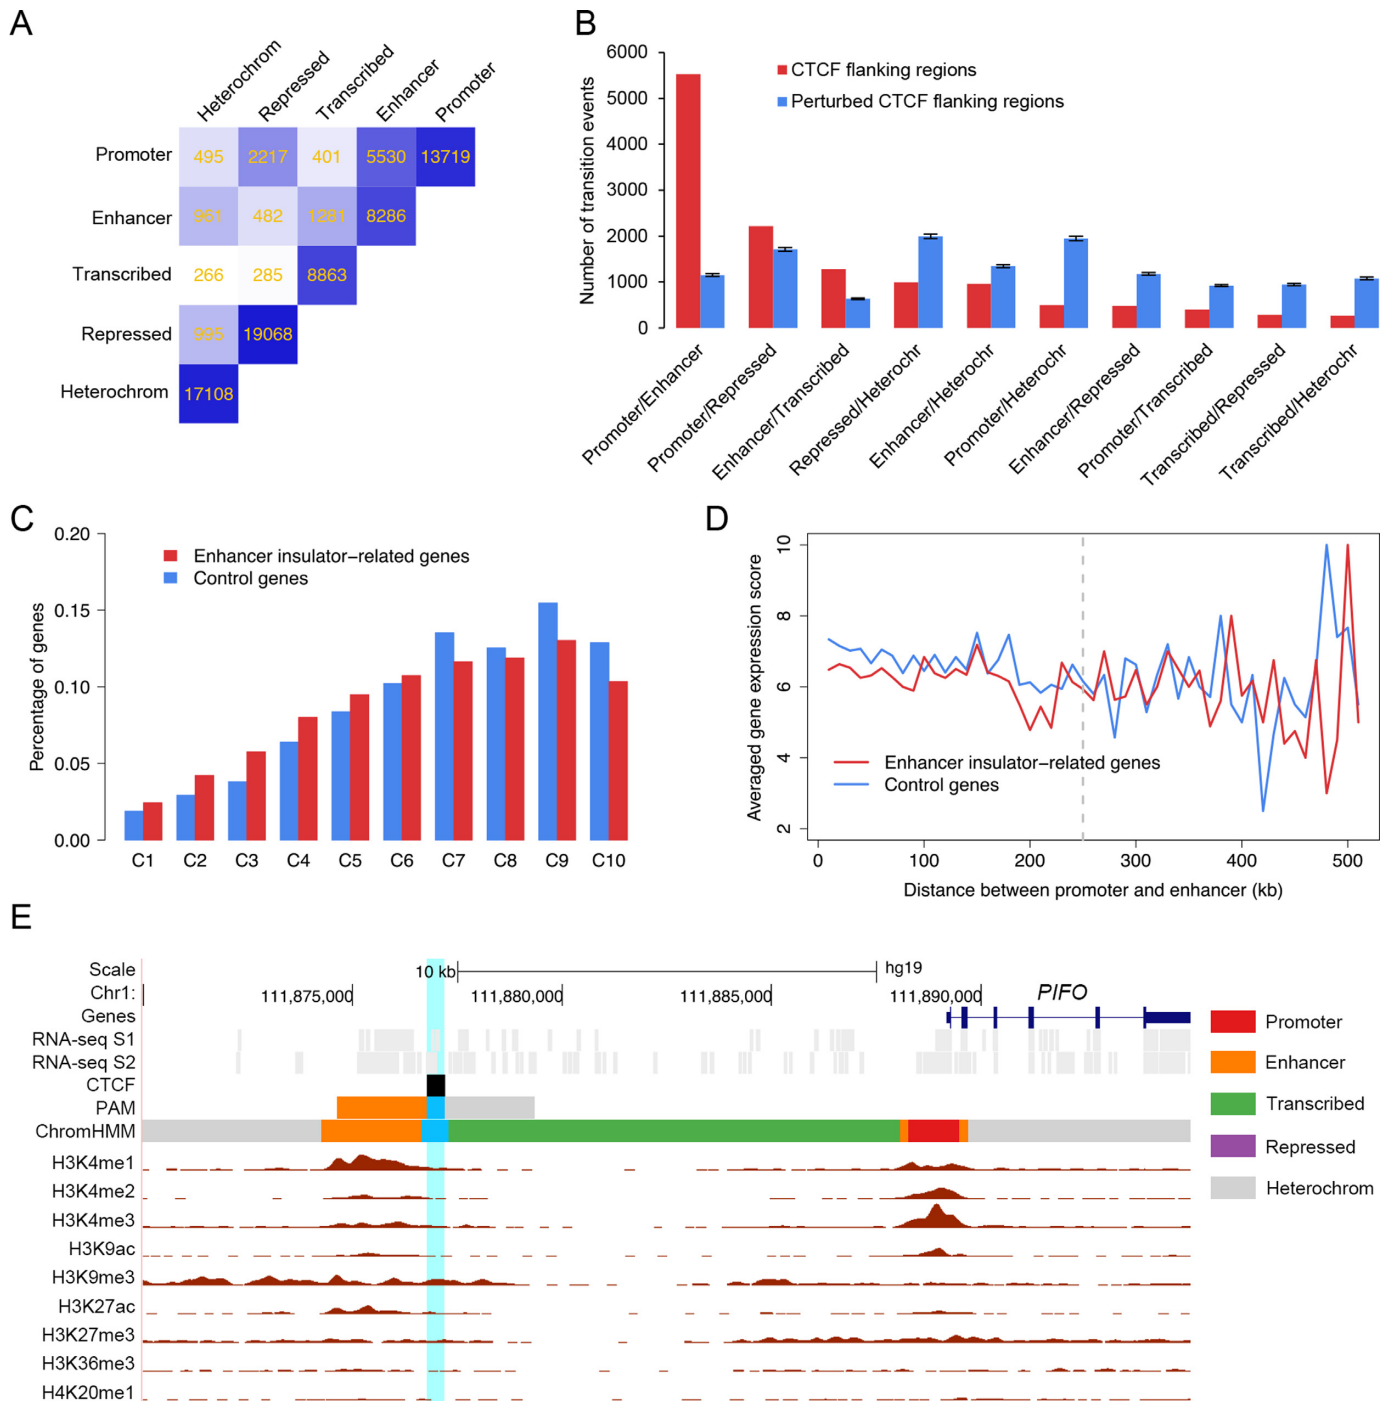 A
Heterochrom
Repressed
Transcribed
Enhancer
Promoter
Promoter 495 2217 401 5530 13719
Enhancer 961 482 1281 8286
Transcribed 266 285 8863
Repressed 995 19068
Heterochrom 17108
B
Number of transition events
6000
5000
4000
3000
2000
1000
0
CTCF flanking regions
Perturbed CTCF flanking regions
Promoter/Enhancer
Promoter/Repressed
Enhancer/Transcribed
Repressed/Heterochr
Enhancer/Heterochr
Promoter/Heterochr
Enhancer/Repressed
Promoter/Transcribed
Transcribed/Repressed
Transcribed/Heterochr
C
Percentage of genes
0.20
0.15
0.10
0.05
0.00
Enhancer insulator-related genes
Control genes
C1 C2 C3 C4 C5 C6 C7 C8 C9 C10
D
Averaged gene expression score
10
8
6
4
2
Enhancer insulator-related genes
Control genes
0 100 200 300 400 500
Distance between promoter and enhancer (kb)
E
Scale 10 kb hg19
Chr1: 111,875,000 111,880,000 111,885,000 111,890,000 PIFO
Genes
RNA-seq S1
RNA-seq S2
CTCF
PAM
ChromHMM
H3K4me1
H3K4me2
H3K4me3
H3K9ac
H3K9me3
H3K27ac
H3K27me3
H3K36me3
H4K20me1
Promoter
Enhancer
Transcribed
Repressed
Heterochrom